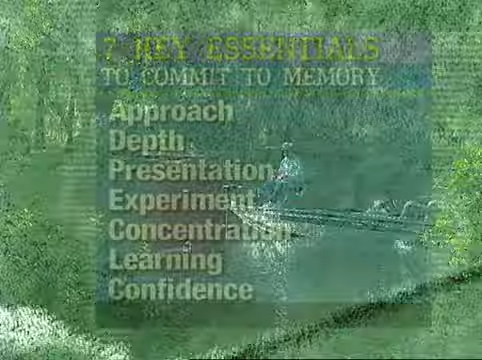 7 KEY ESSENTIALS
TO COMMIT TO MEMORY
Approach
Depth
Presentation
Experiment
Concentration
Learning
Confidence